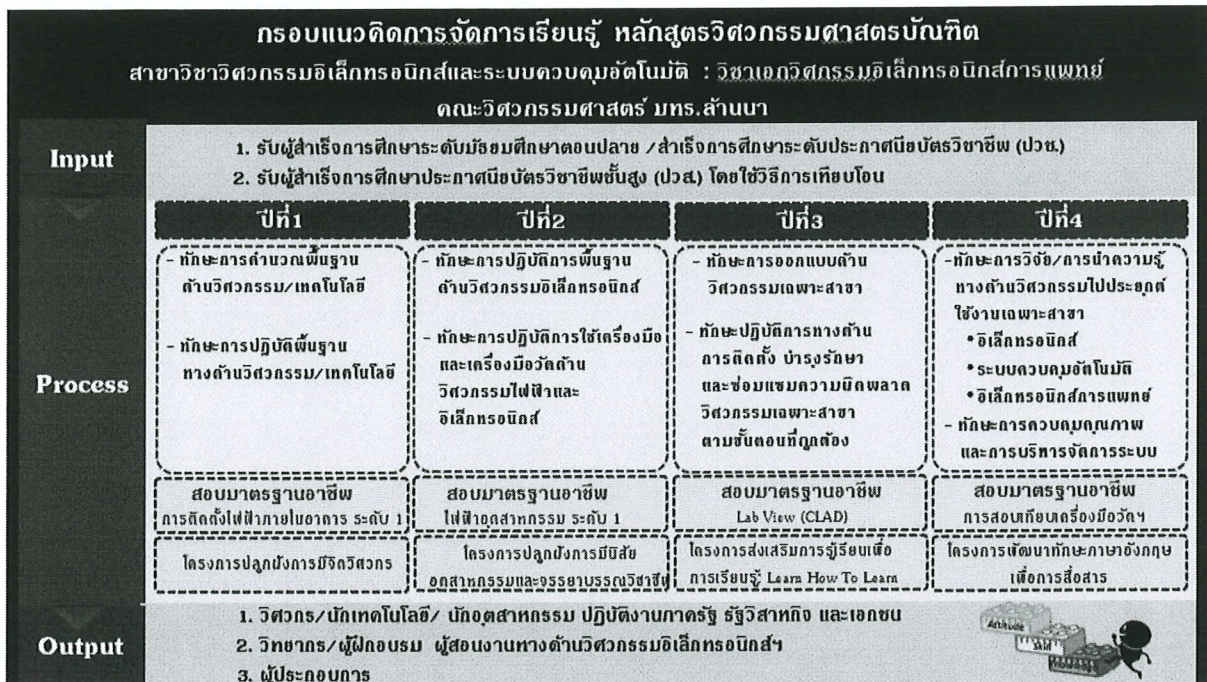 กรอบแนวคิดการจัดการเรียนรู้ หลักสูตรวิศวกรรมศาสตรบัณฑิต
สาขาวิชาวิศวกรรมอิเล็กทรอนิกส์และระบบควบคุมอัตโนมัติ : วิชาเอกวิศกรรมอิเล็กทรอนิกส์การแพทย์
คณะวิศวกรรมศาสตร์ มทร.ล้านนา
Input
1. รับผู้สำเร็จการศึกษาระดับมัธยมศึกษาตอนปลาย /สำเร็จการศึกษาระดับประกาศนียบัตรวิชาชีพ (ปวช.)
2. รับผู้สำเร็จการศึกษาประกาศนียบัตรวิชาชีพชั้นสูง (ปวส.) โดยใช้วิธีการเทียบโอน
Process
ปีที่1
- ทักษะการคำนวณพื้นฐาน
ด้านวิศวกรรม/เทคโนโลยี
- ทักษะการปฏิบัติพื้นฐาน
ทางด้านวิศวกรรม/เทคโนโลยี
สอบมาตรฐานอาชีพ
การติดตั้งไฟฟ้าภายในอาคาร ระดับ 1
โครงการปลูกฝังการมีจิตวิศวกร
ปีที่2
- ทักษะการปฏิบัติการพื้นฐาน
ด้านวิศวกรรมอิเล็กทรอนิกส์
- ทักษะการปฏิบัติการใช้เครื่องมือ
และเครื่องมือวัดด้าน
วิศวกรรมไฟฟ้าและ
อิเล็กทรอนิกส์
สอบมาตรฐานอาชีพ
ไฟฟ้าอุตสาหกรรม ระดับ 1
โครงการปลูกฝังการมีนิสัย
อุตสาหกรรมและจรรยาบรรณวิชาชีพ
ปีที่3
- ทักษะการออกแบบด้าน
วิศวกรรมเฉพาะสาขา
- ทักษะปฏิบัติการทางด้าน
การติดตั้ง บำรุงรักษา
และซ่อมแซมความผิดพลาด
วิศวกรรมเฉพาะสาขา
ตามขั้นตอนที่ถูกต้อง
สอบมาตรฐานอาชีพ
Lab View (CLAD)
โครงการส่งเสริมการรู้เรียนเพื่อ
การเรียนรู้ Learn How To Learn
ปีที่4
-ทักษะการวิจัย/การนำความรู้
ทางด้านวิศวกรรมไปประยุกต์
ใช้งานเฉพาะสาขา
*อิเล็กทรอนิกส์
*ระบบควบคุมอัตโนมัติ
*อิเล็กทรอนิกส์การแพทย์
- ทักษะการควบคุมคุณภาพ
และการบริหารจัดการระบบ
สอบมาตรฐานอาชีพ
การสอบเทียบเครื่องมือวัดฯ
โครงการพัฒนาทักษะภาษาอังกฤษ
เพื่อการสื่อสาร
Output
1. วิศวกร/นักเทคโนโลยี/ นักอุตสาหกรรม ปฏิบัติงานภาครัฐ รัฐวิสาหกิจ และเอกชน
2. วิทยากร/ผู้ฝึกอบรม ผู้สอนงานทางด้านวิศวกรรมอิเล็กทรอนิกส์ฯ
3. ผู้ประกอบการ
Attitude
Skill